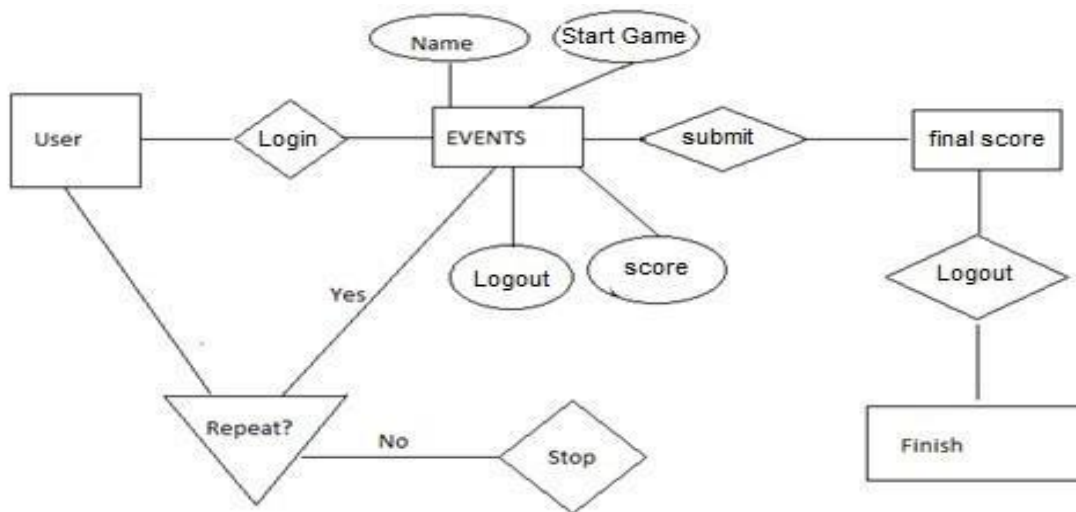 Name
Start Game
User
Login
EVENTS
submit
final score
Logout
score
Logout
Yes
Repeat?
No
Stop
Finish